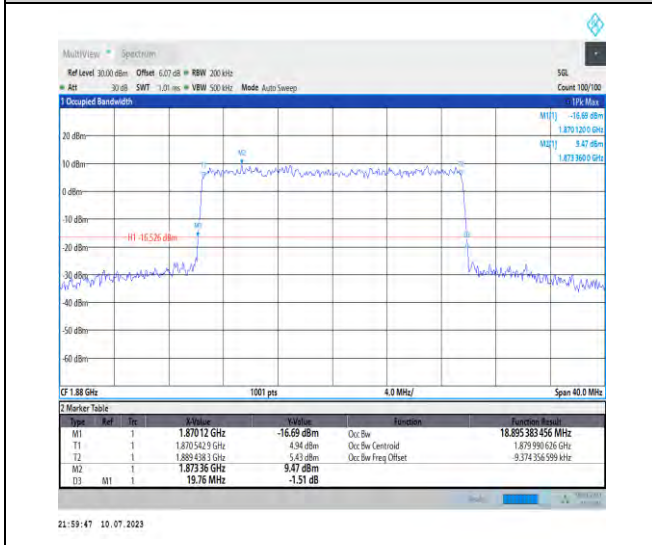 MultiView Spectrum
Ref Level 30.00 dBm Offset 6.07 dB RBW 200 kHz SGL
Att 30 dB SWT 1.01 ms VBW 500 kHz Mode Auto Sweep Count 100/100
1 Occupied Bandwidth 1Pk Max
M1[1] -16.69 dBm
1.870 120 0 GHz
M2[1] 9.47 dBm
1.873 360 0 GHz
20 dBm
M2
10 dBm
0 dBm
-10 dBm
M1
H1 -16.526 dBm
-20 dBm
-30 dBm
-40 dBm
-50 dBm
-60 dBm
CF 1.88 GHz 1001 pts 4.0 MHz/ Span 40.0 MHz
2 Marker Table
Type Ref Trc X-Value Y-Value Function Function Result
M1 1 1.87012 GHz -16.69 dBm Occ Bw 18.895 383 456 MHz
T1 1 1.870 542 9 GHz 4.94 dBm Occ Bw Centroid 1.879 990 626 GHz
T2 1 1.889 438 3 GHz 5.43 dBm Occ Bw Freq Offset -9.374 356 599 kHz
M2 1 1.873 36 GHz 9.47 dBm
D3 M1 1 19.76 MHz -1.51 dB
21:59:47 10.07.2023